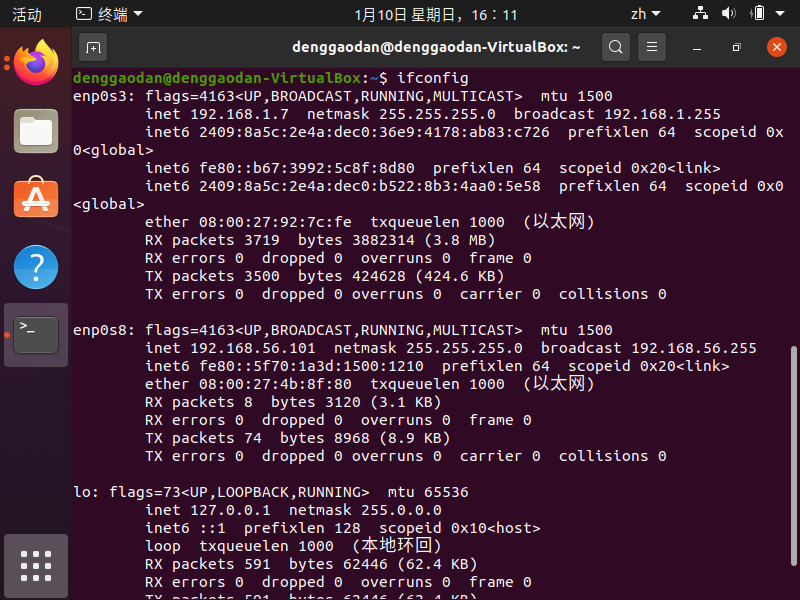 活动 终端 1月10日 星期日，16：11 zh
denggaodan@denggaodan-VirtualBox: ~
denggaodan@denggaodan-VirtualBox:~$ ifconfig
enp0s3: flags=4163<UP,BROADCAST,RUNNING,MULTICAST>  mtu 1500
        inet 192.168.1.7  netmask 255.255.255.0  broadcast 192.168.1.255
        inet6 2409:8a5c:2e4a:dec0:36e9:4178:ab83:c726  prefixlen 64  scopeid 0x
0<global>
        inet6 fe80::b67:3992:5c8f:8d80  prefixlen 64  scopeid 0x20<link>
        inet6 2409:8a5c:2e4a:dec0:b522:8b3:4aa0:5e58  prefixlen 64  scopeid 0x0
<global>
        ether 08:00:27:92:7c:fe  txqueuelen 1000  (以太网)
        RX packets 3719  bytes 3882314 (3.8 MB)
        RX errors 0  dropped 0  overruns 0  frame 0
        TX packets 3500  bytes 424628 (424.6 KB)
        TX errors 0  dropped 0 overruns 0  carrier 0  collisions 0
enp0s8: flags=4163<UP,BROADCAST,RUNNING,MULTICAST>  mtu 1500
        inet 192.168.56.101  netmask 255.255.255.0  broadcast 192.168.56.255
        inet6 fe80::5f70:1a3d:1500:1210  prefixlen 64  scopeid 0x20<link>
        ether 08:00:27:4b:8f:80  txqueuelen 1000  (以太网)
        RX packets 8  bytes 3120 (3.1 KB)
        RX errors 0  dropped 0  overruns 0  frame 0
        TX packets 74  bytes 8968 (8.9 KB)
        TX errors 0  dropped 0 overruns 0  carrier 0  collisions 0
lo: flags=73<UP,LOOPBACK,RUNNING>  mtu 65536
        inet 127.0.0.1  netmask 255.0.0.0
        inet6 ::1  prefixlen 128  scopeid 0x10<host>
        loop  txqueuelen 1000  (本地环回)
        RX packets 591  bytes 62446 (62.4 KB)
        RX errors 0  dropped 0  overruns 0  frame 0
        TX packets 591  bytes 62446 (62.4 KB)